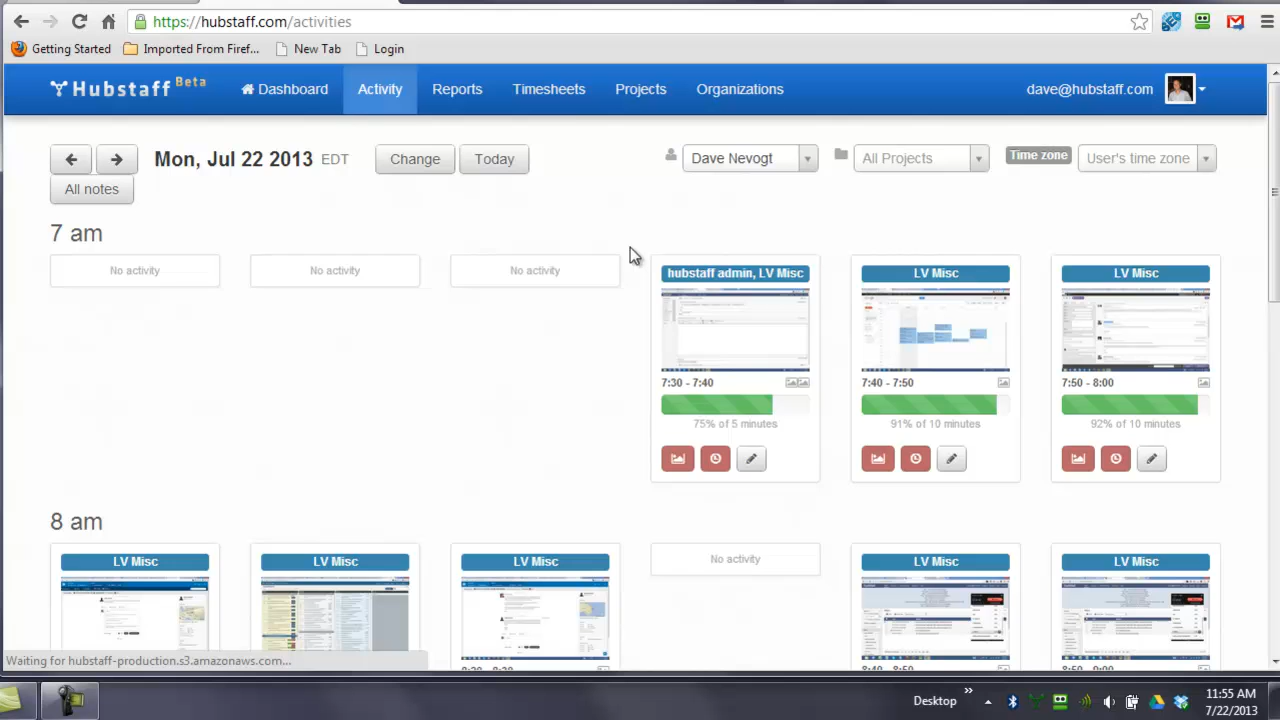 https://hubstaff.com/activities
Getting Started Imported From Firef... New Tab Login
Hubstaff Beta Dashboard Activity Reports Timesheets Projects Organizations dave@hubstaff.com
Mon, Jul 22 2013 EDT Change Today Dave Nevogt All Projects Time zone User's time zone
All notes
7 am
No activity No activity No activity hubstaff admin, LV Misc LV Misc LV Misc
7:30 - 7:40 7:40 - 7:50 7:50 - 8:00
75% of 5 minutes 91% of 10 minutes 92% of 10 minutes
8 am
LV Misc LV Misc LV Misc No activity LV Misc LV Misc
Waiting for hubstaff-production.s3.amazonaws.com...
Desktop 11:55 AM
7/22/2013